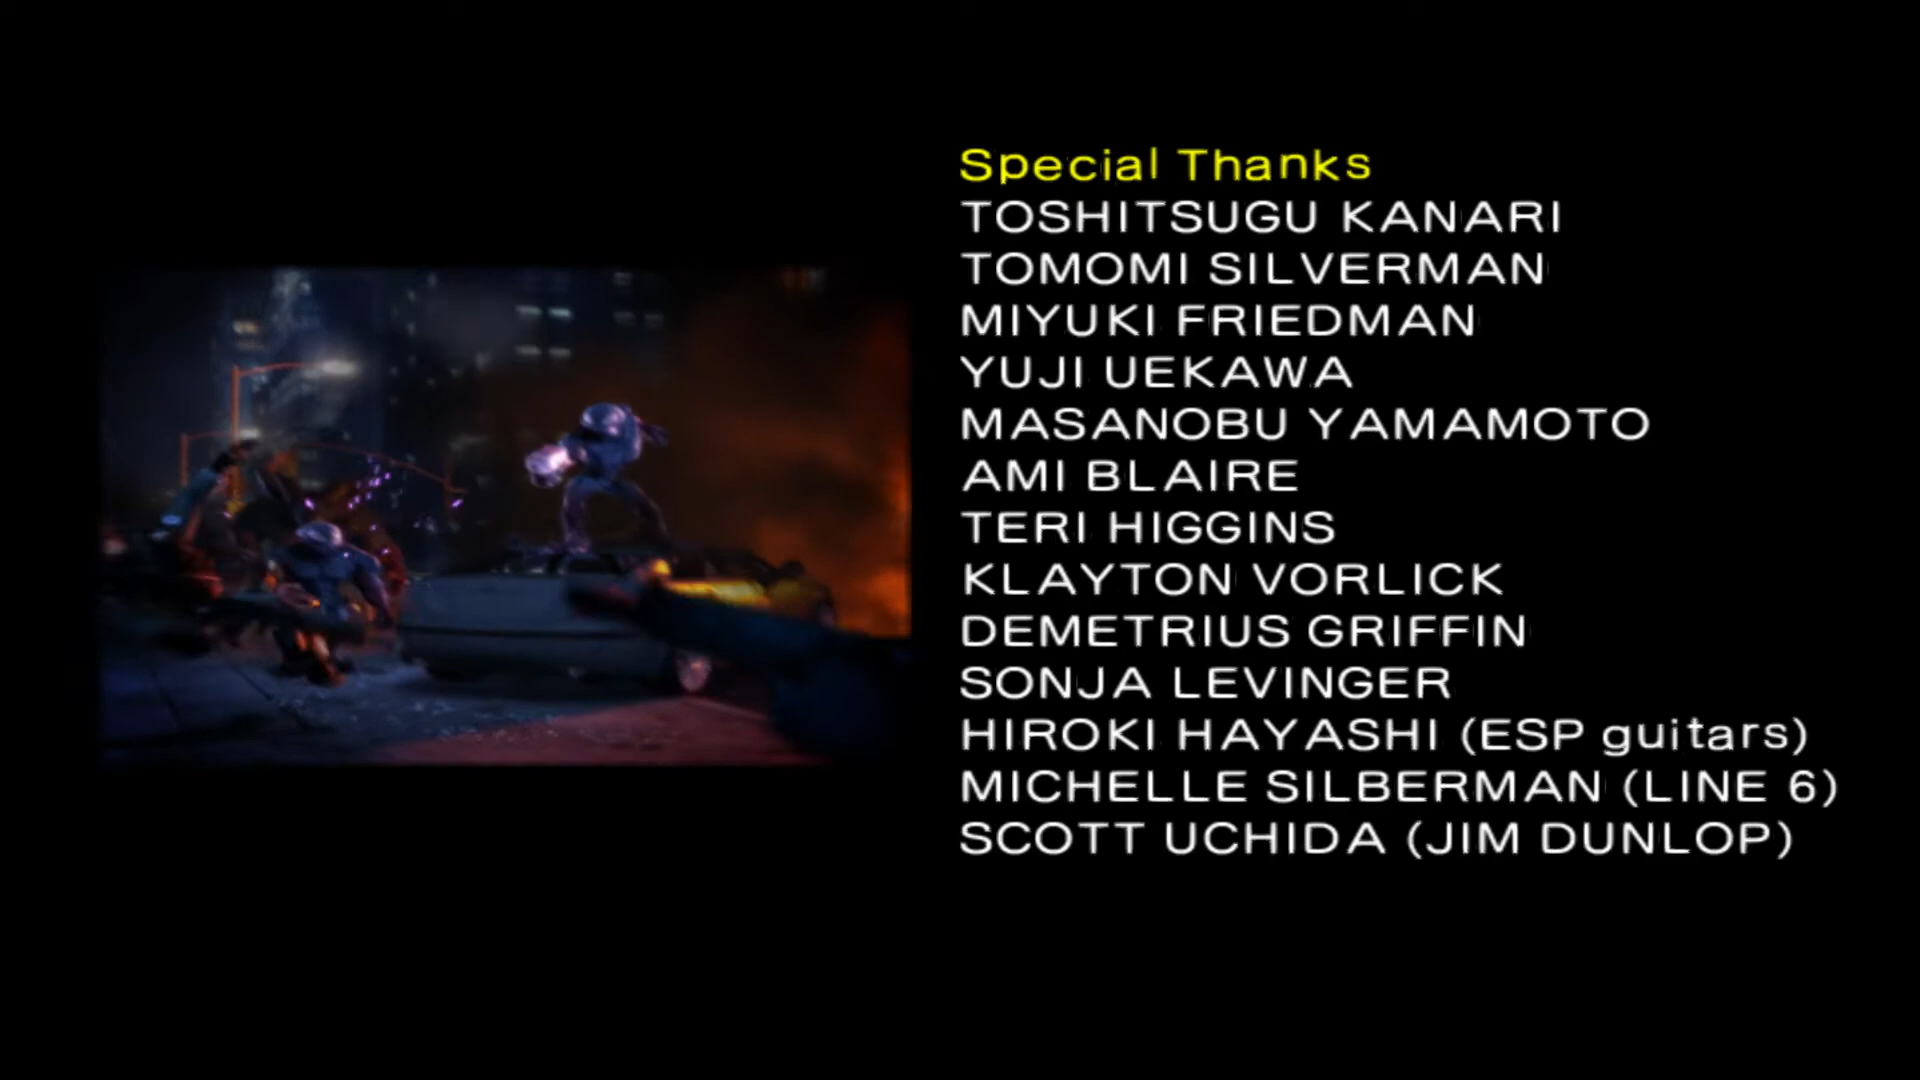 Special Thanks
TOSHITSUGU KANARI
TOMOMI SILVERMAN
MIYUKI FRIEDMAN
YUJI UEKAWA
MASANOBU YAMAMOTO
AMI BLAIRE
TERI HIGGINS
KLAYTON VORLICK
DEMETRIUS GRIFFIN
SONJA LEVINGER
HIROKI HAYASHI (ESP guitars)
MICHELLE SILBERMAN (LINE 6)
SCOTT UCHIDA (JIM DUNLOP)